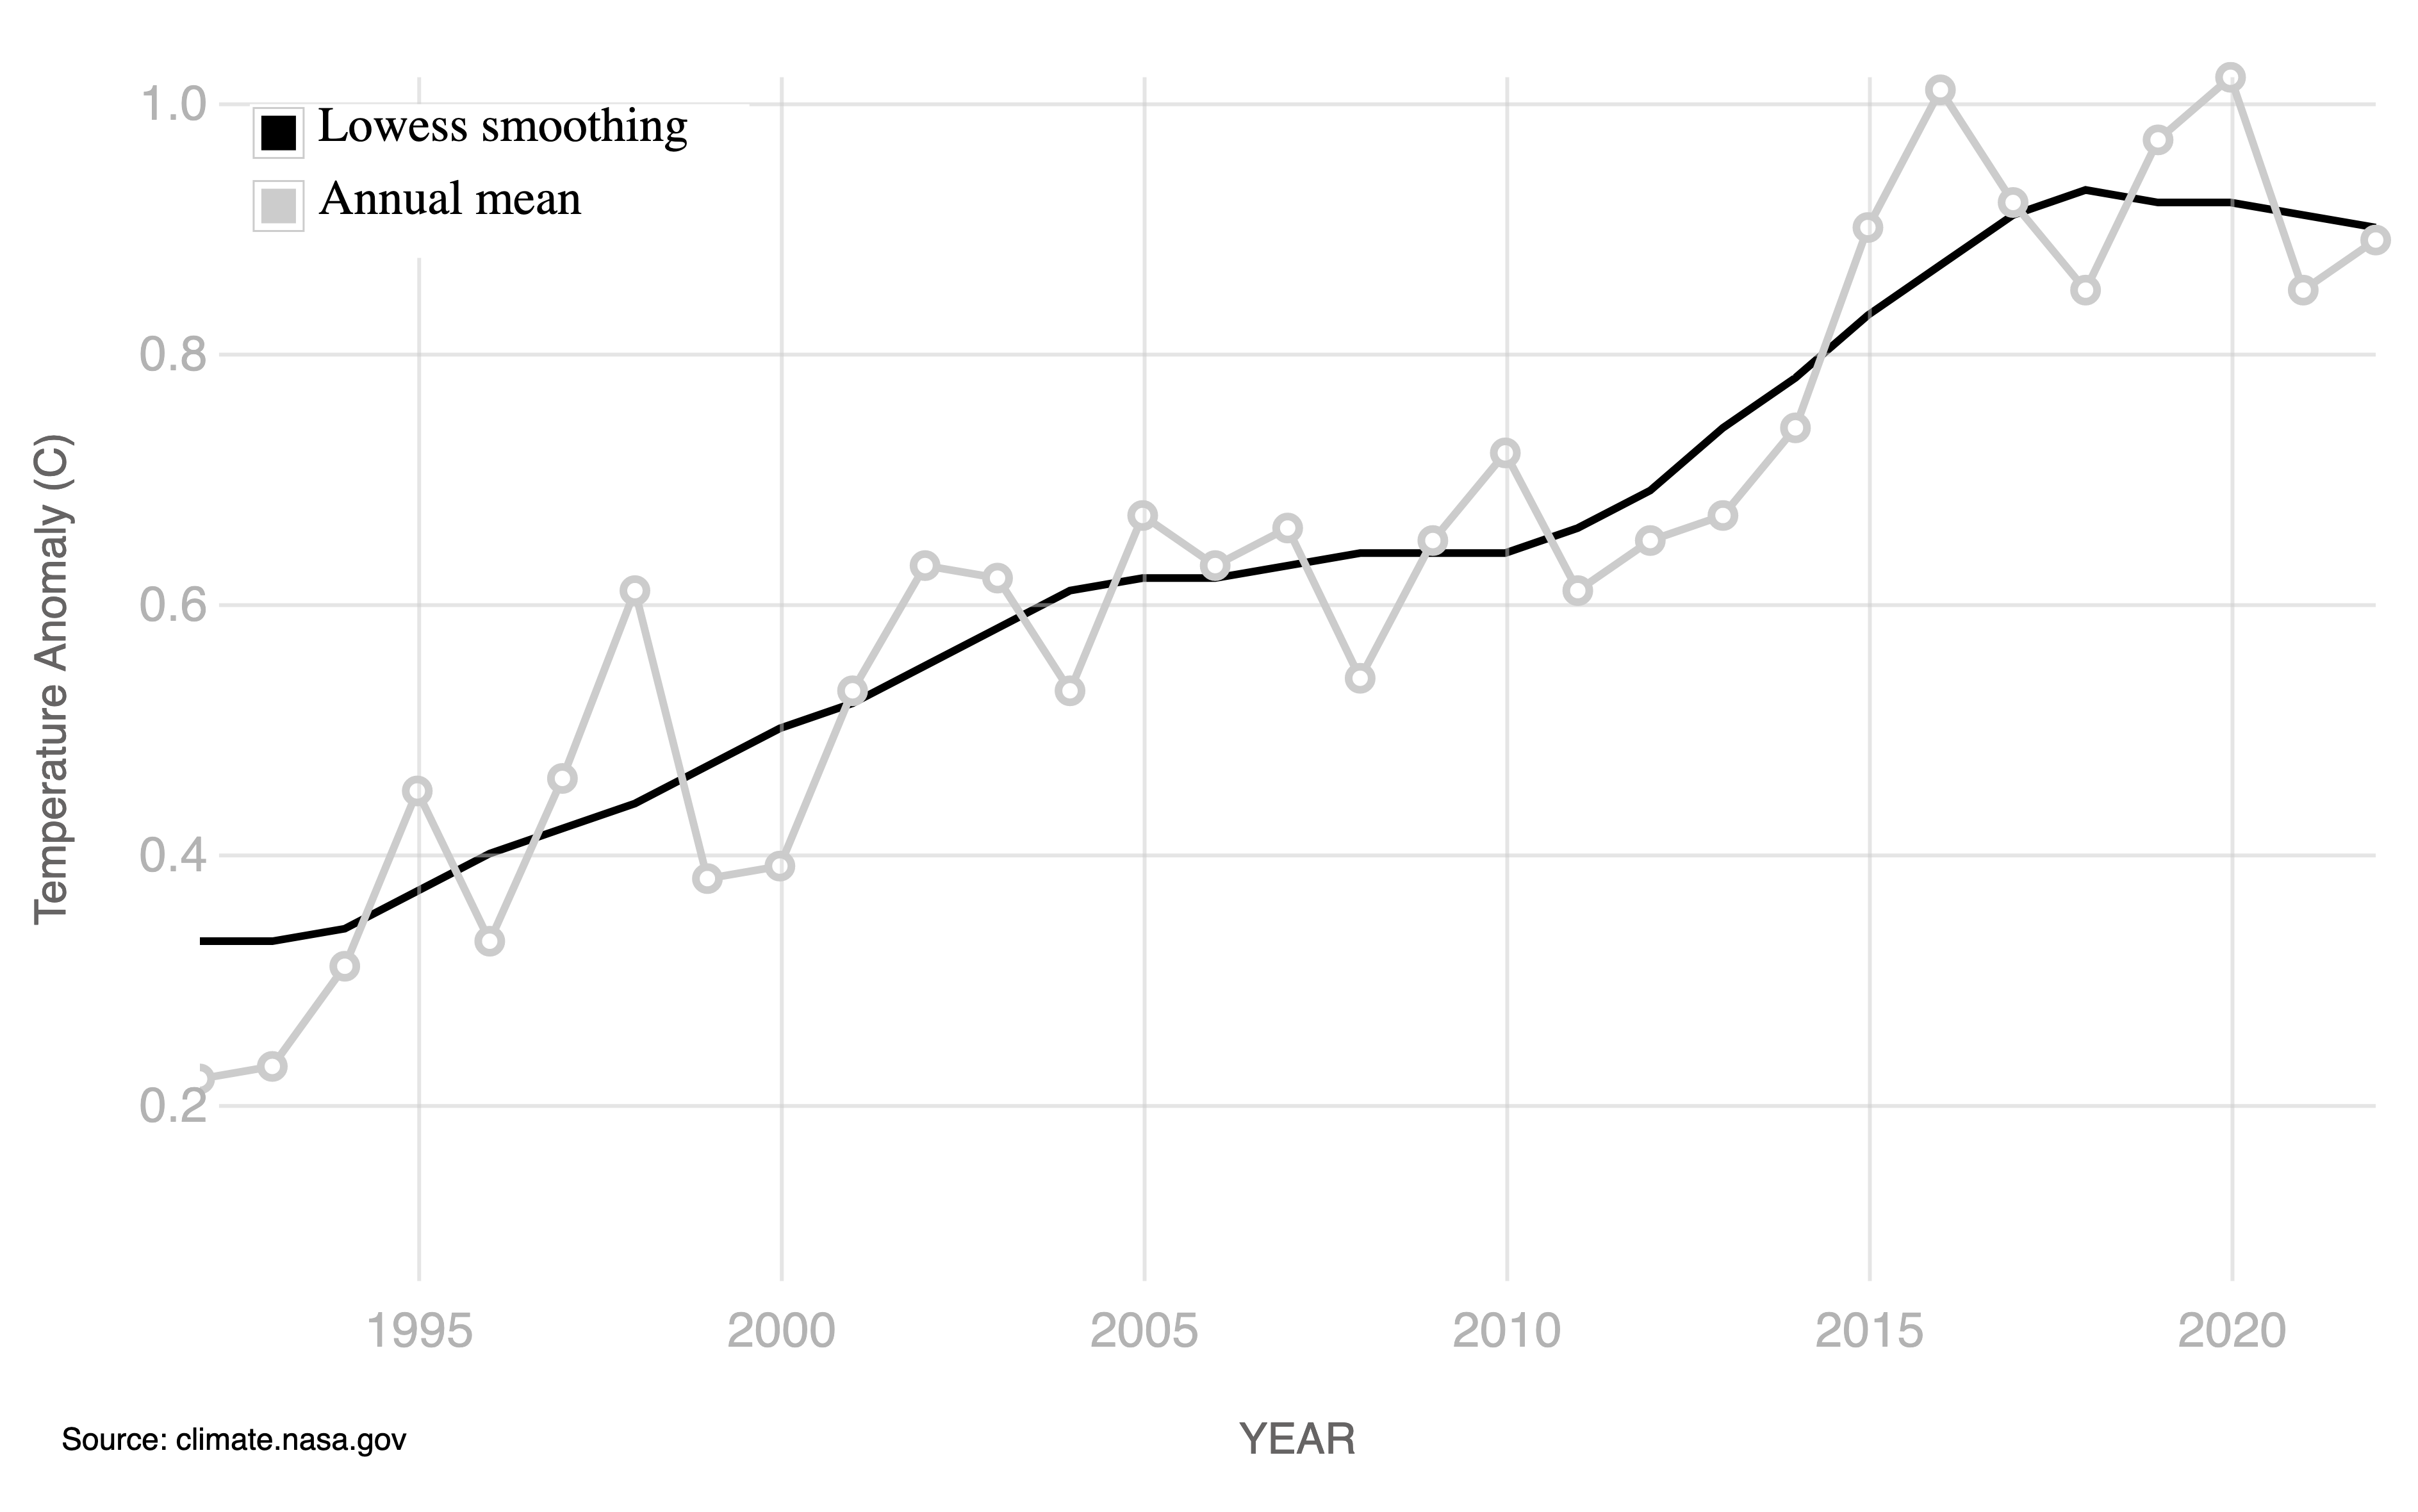 1.0
Lowess smoothing
Annual mean
0.8
0.6
0.4
0.2
Temperature Anomaly (C)
1995 2000 2005 2010 2015 2020
YEAR
Source: climate.nasa.gov